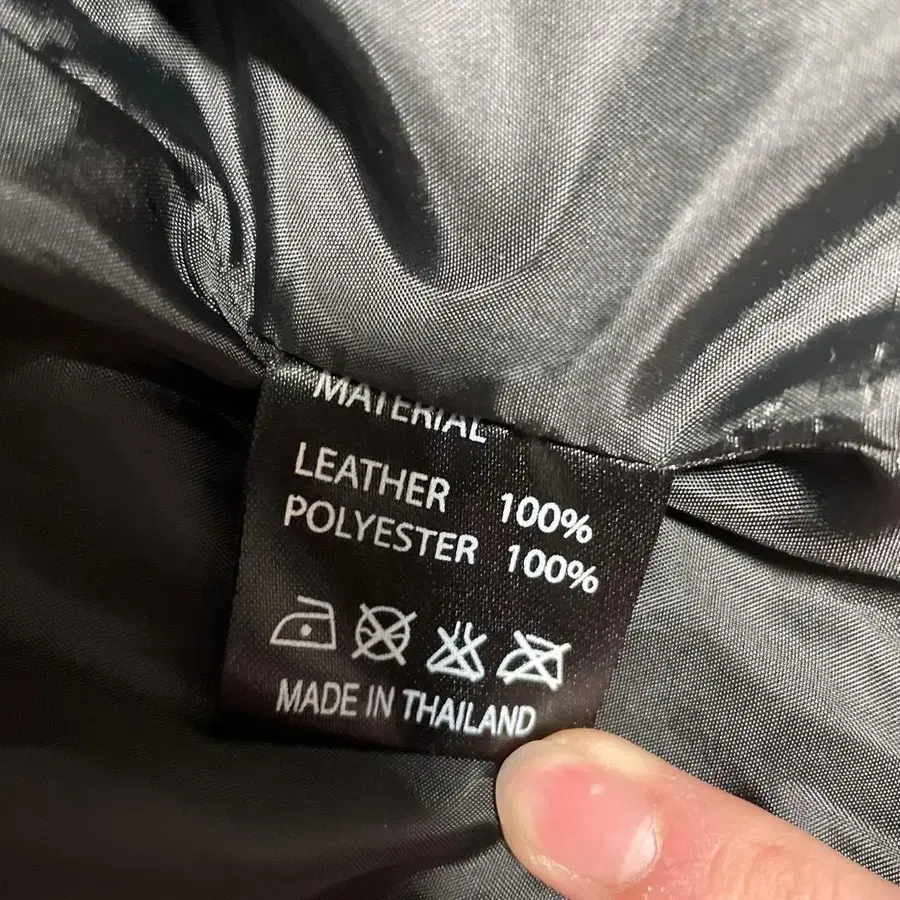 MATERIAL
LEATHER 100%
POLYESTER 100%
MADE IN THAILAND